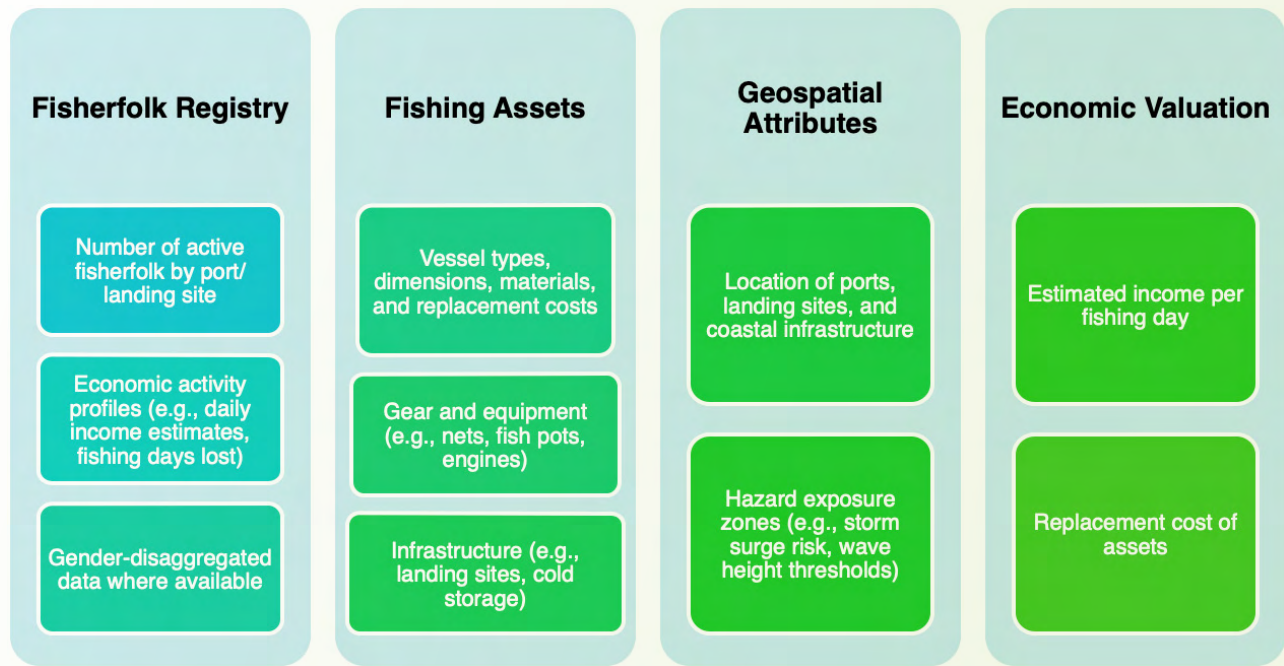 Fisherfolk Registry
Number of active
fisherfolk by port/
landing site
Economic activity
profiles (e.g., daily
income estimates,
fishing days lost)
Gender-disaggregated
data where available
Fishing Assets
Vessel types,
dimensions, materials,
and replacement costs
Gear and equipment
(e.g., nets, fish pots,
engines)
Infrastructure (e.g.,
landing sites, cold
storage)
Geospatial
Attributes
Location of ports,
landing sites, and
coastal infrastructure
Hazard exposure
zones (e.g., storm
surge risk, wave
height thresholds)
Economic Valuation
Estimated income per
fishing day
Replacement cost of
assets